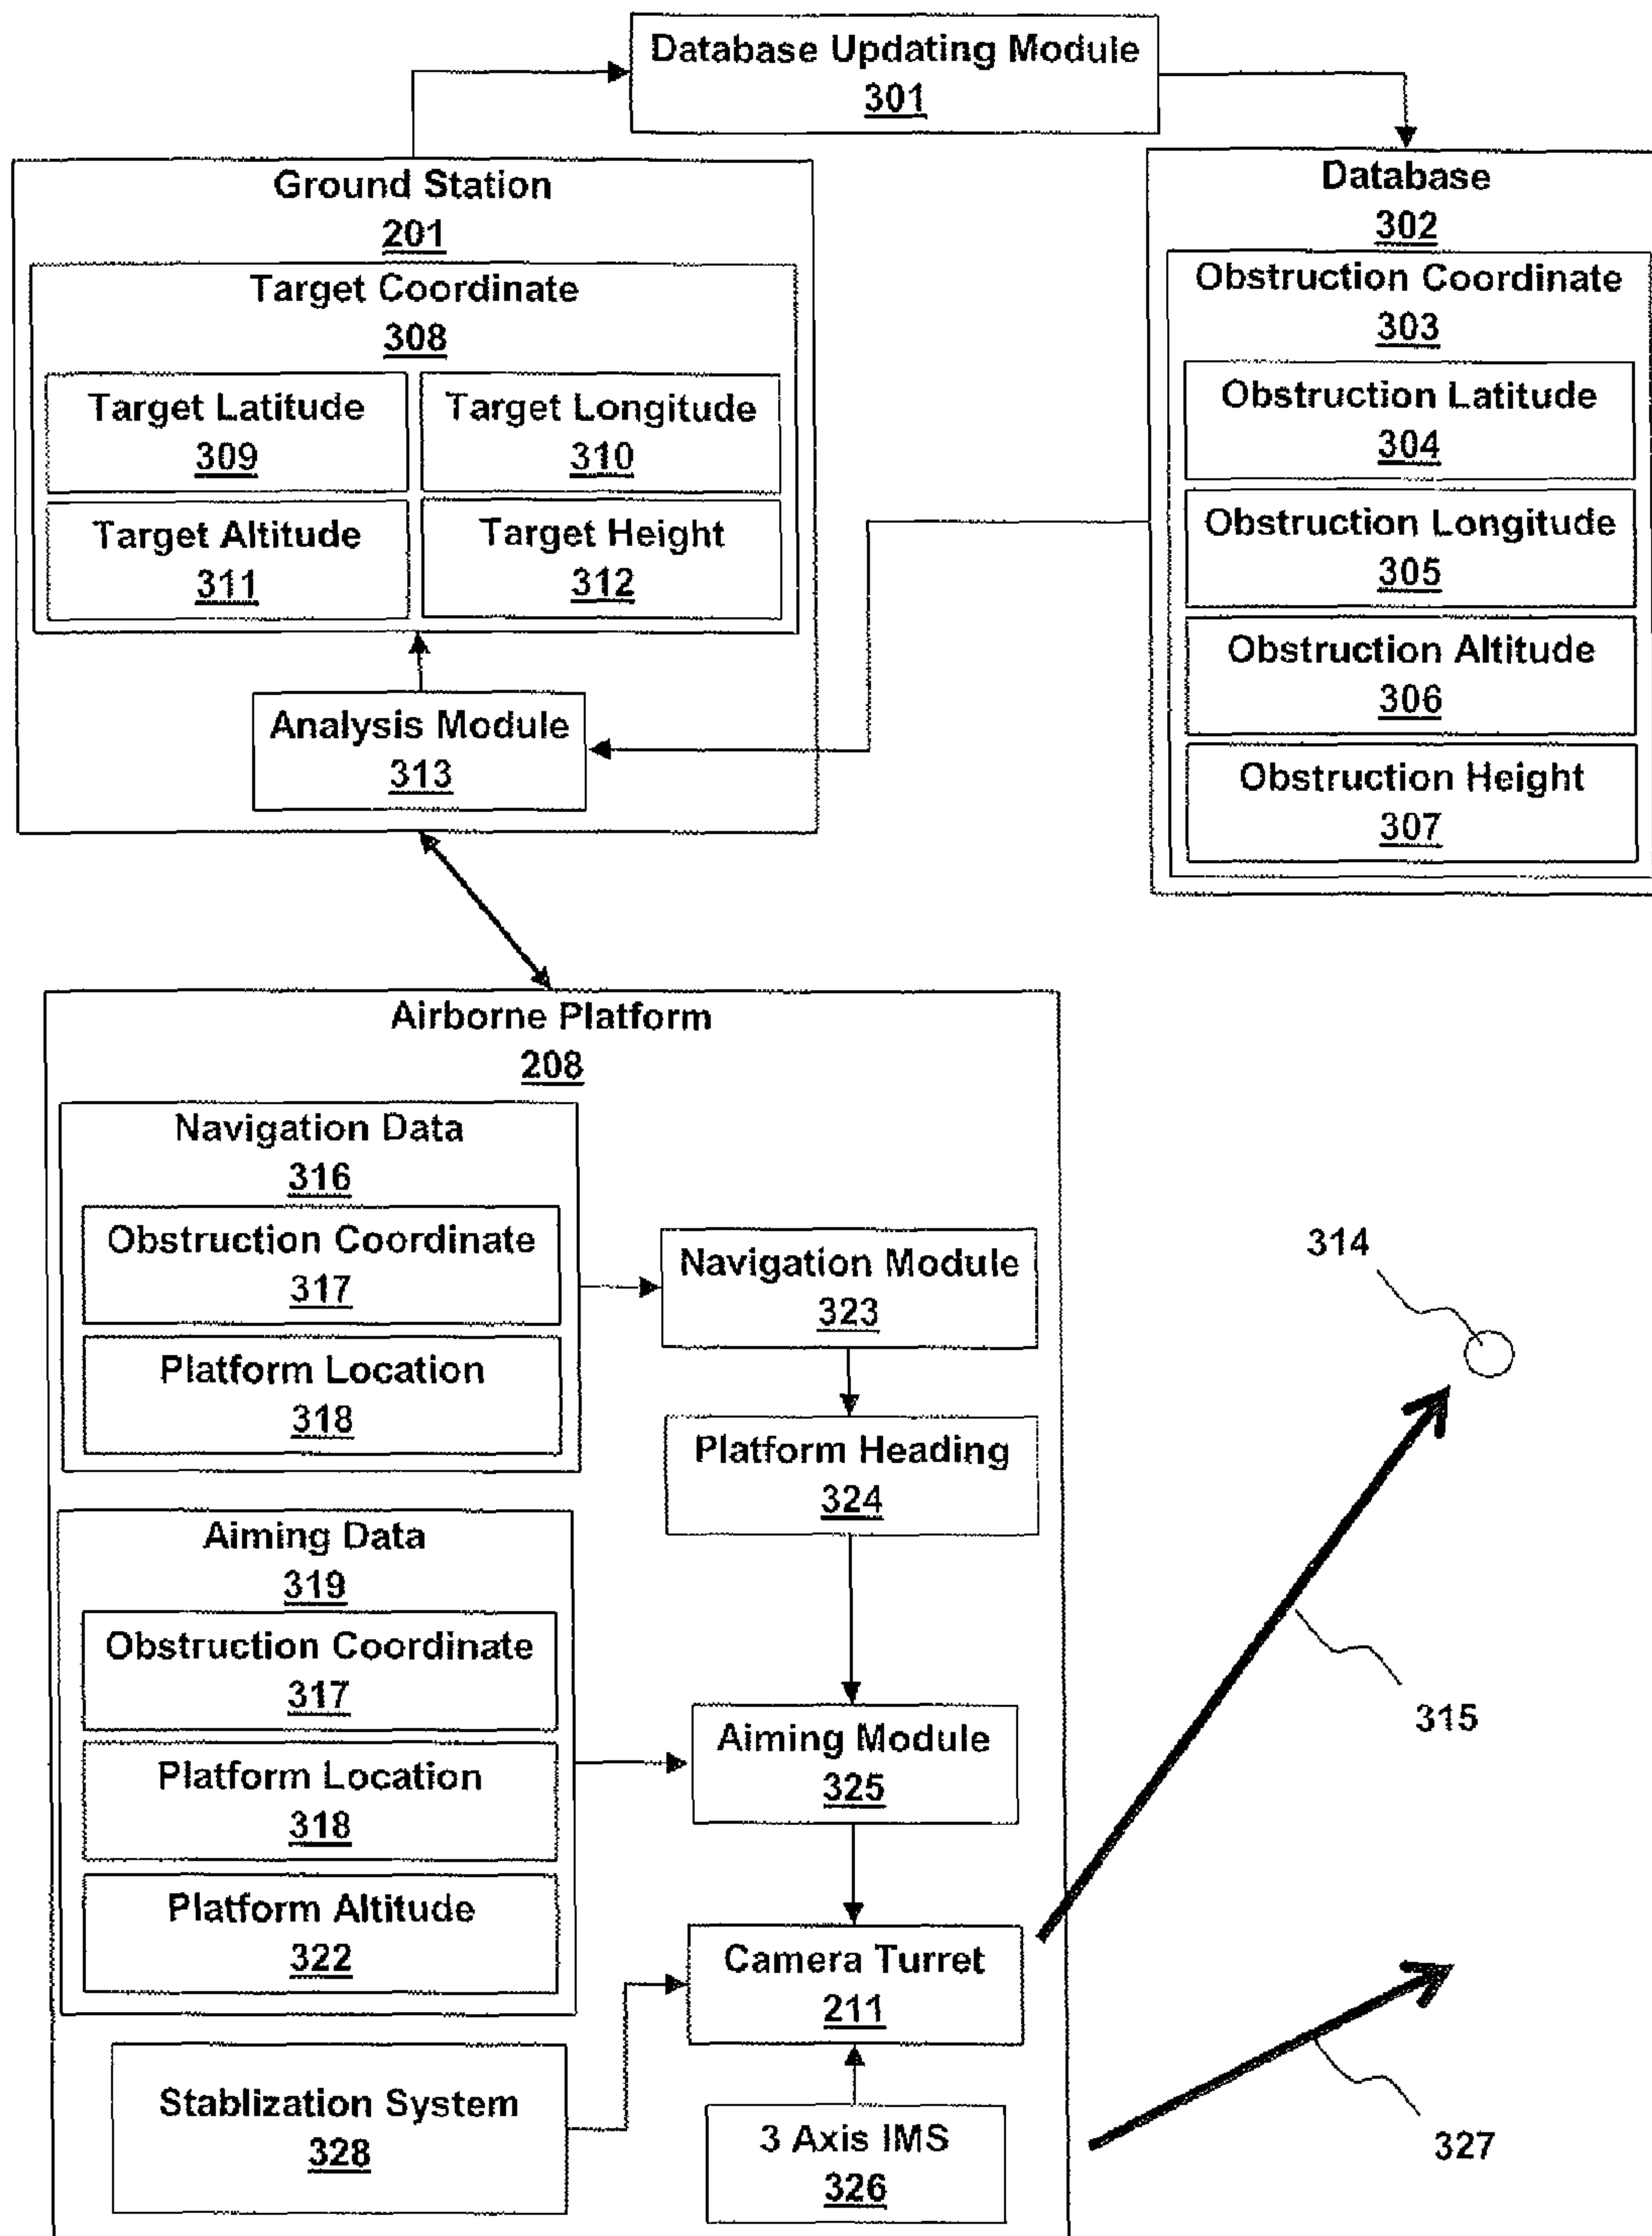 Database Updating Module
301
Ground Station
201
Target Coordinate
308
Target Latitude
309
Target Longitude
310
Target Altitude
311
Target Height
312
Analysis Module
313
Database
302
Obstruction Coordinate
303
Obstruction Latitude
304
Obstruction Longitude
305
Obstruction Altitude
306
Obstruction Height
307
Airborne Platform
208
Navigation Data
316
Obstruction Coordinate
317
Platform Location
318
Navigation Module
323
Platform Heading
324
Aiming Data
319
Obstruction Coordinate
317
Platform Location
318
Platform Altitude
322
Aiming Module
325
Camera Turret
211
Stablization System
328
3 Axis IMS
326
314
315
327